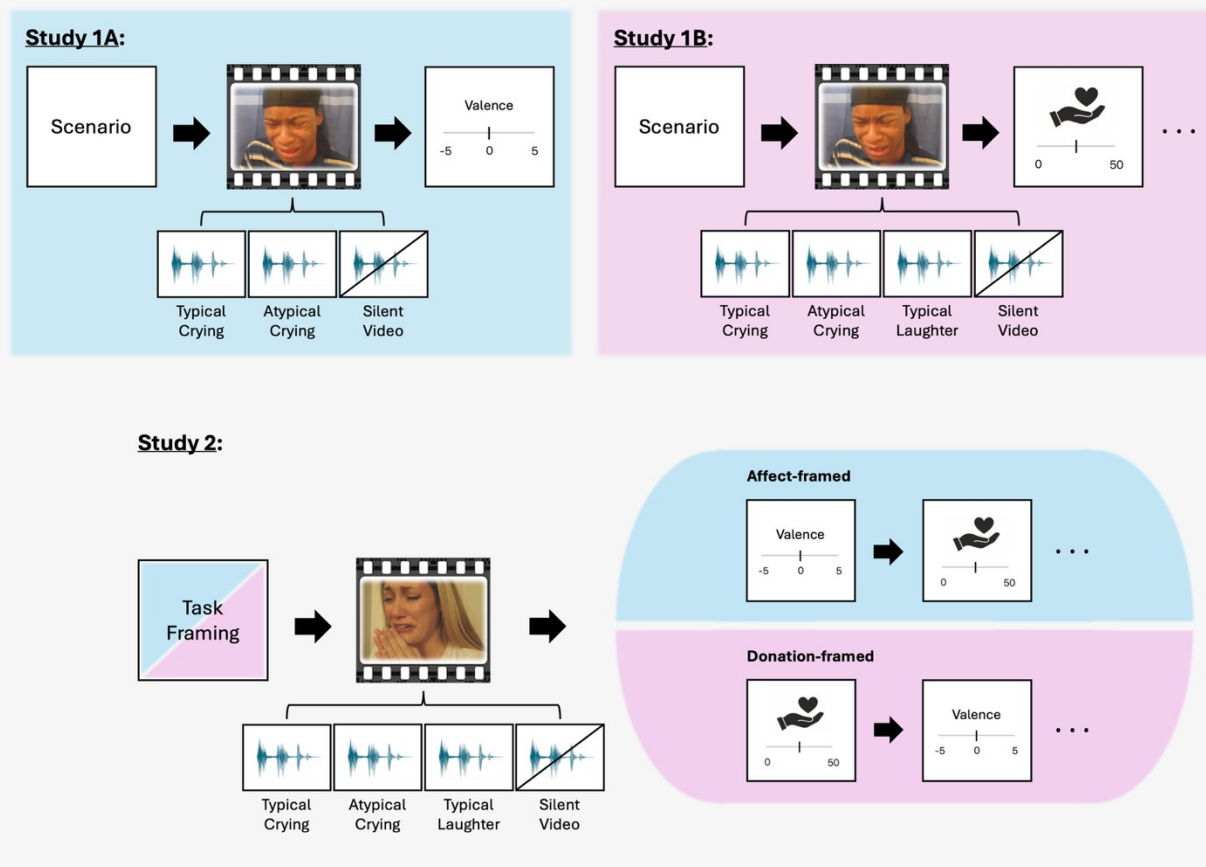 Study 1A:
Scenario
Valence
-5 0 5
Typical
Crying
Atypical
Crying
Silent
Video
Study 1B:
Scenario
0 50
. . .
Typical
Crying
Atypical
Crying
Typical
Laughter
Silent
Video
Study 2:
Task
Framing
Typical
Crying
Atypical
Crying
Typical
Laughter
Silent
Video
Affect-framed
Valence
-5 0 5
0 50
. . .
Donation-framed
0 50
Valence
-5 0 5
. . .